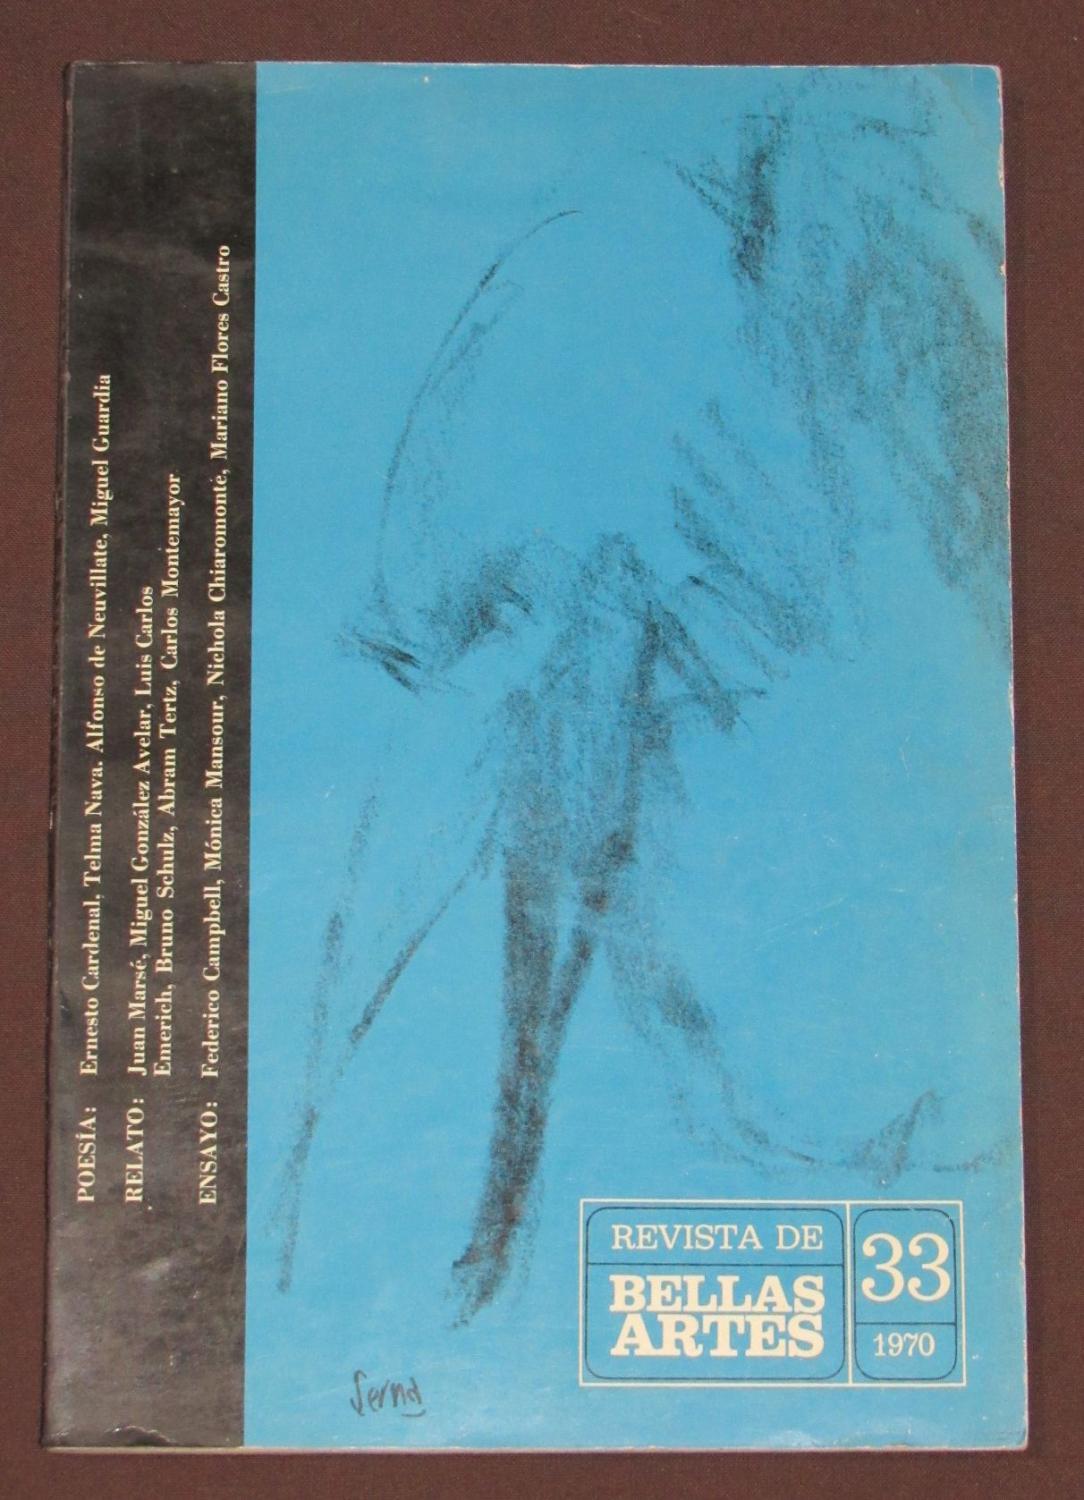 POESÍA: Ernesto Cardenal, Telma Nava. Alfonso de Neuvillate, Miguel Guardia
RELATO: Juan Marsé, Miguel González Avelar, Luis Carlos
Emerich, Bruno Schulz, Abram Tertz, Carlos Montemayor
ENSAYO: Federico Campbell, Mónica Mansour, Nichola Chiaromonte, Mariano Flores Castro
REVISTA DE
BELLAS
ARTES
33
1970
Serna